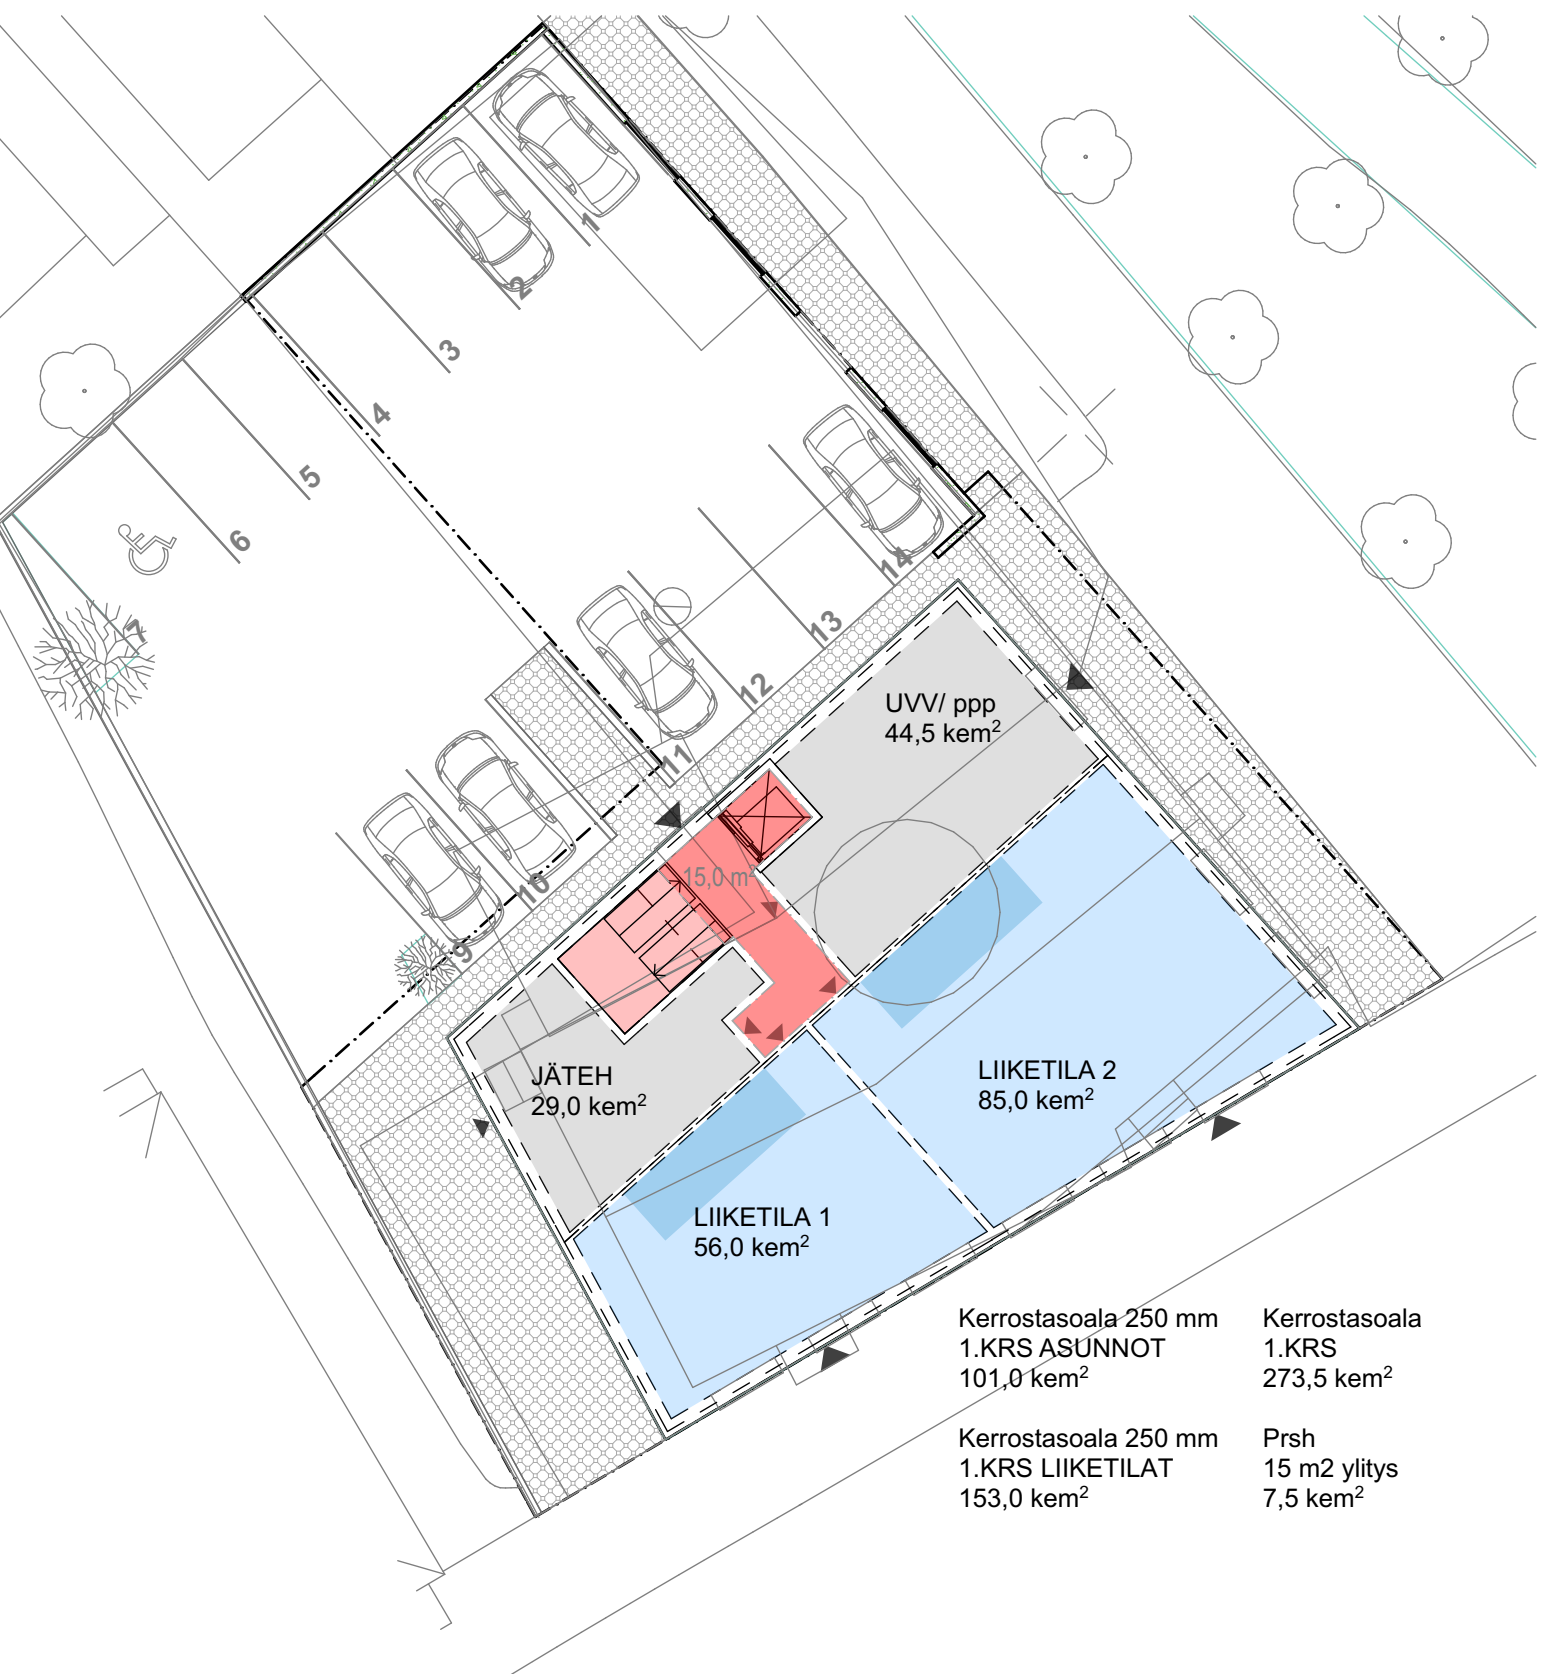 1
2
3
4
5
6
7
14
13
12
11
10
9
UVV/ ppp
44,5 kem²
15,0 m²
JÄTEH
29,0 kem²
LIIKETILA 2
85,0 kem²
LIIKETILA 1
56,0 kem²
Kerrostasoala 250 mm
1.KRS ASUNNOT
101,0 kem²
Kerrostasoala
1.KRS
273,5 kem²
Kerrostasoala 250 mm
1.KRS LIIKETILAT
153,0 kem²
Prsh
15 m2 ylitys
7,5 kem²